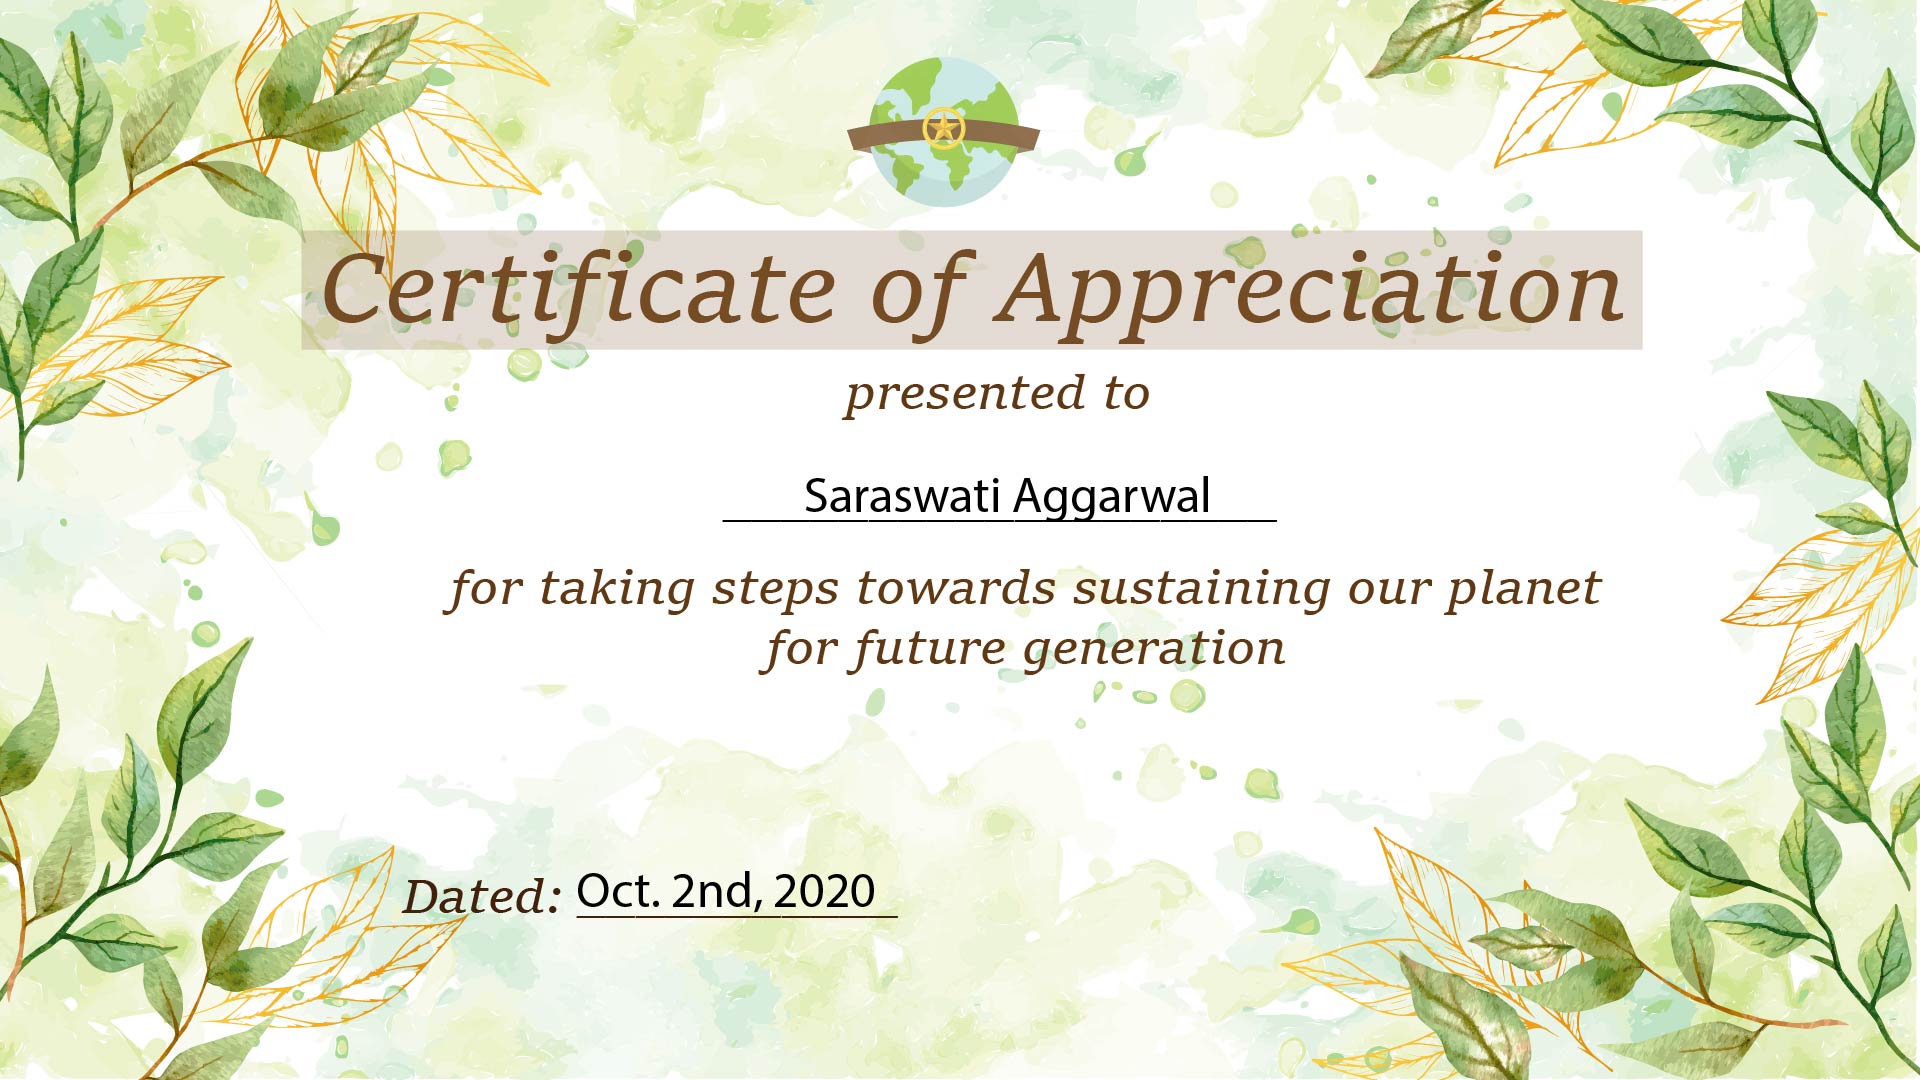 Certificate of Appreciation
presented to
Saraswati Aggarwal
for taking steps towards sustaining our planet
for future generation
Dated: Oct. 2nd, 2020